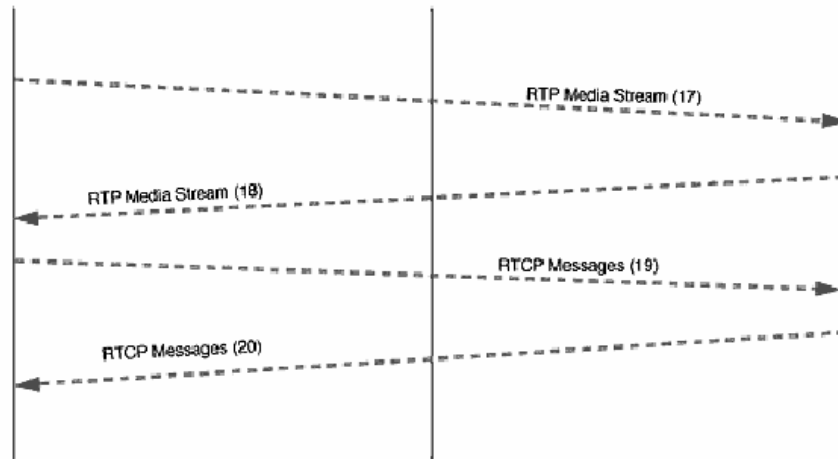 RTP Media Stream (17)
RTP Media Stream (18)
RTCP Messages (19)
RTCP Messages (20)